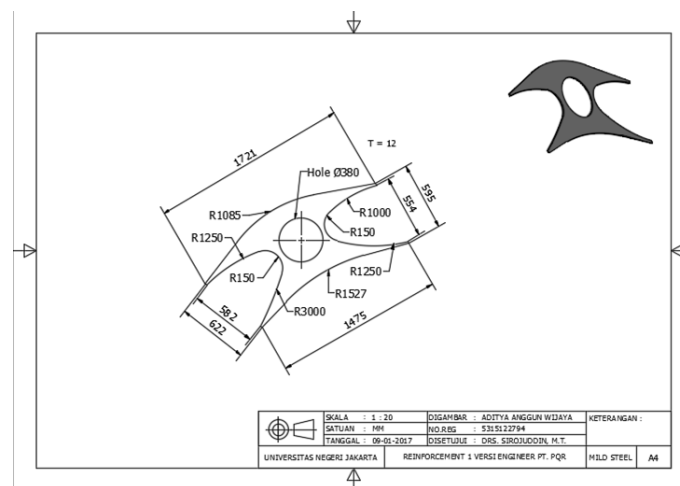 1721
T = 12
Hole Ø380
R1085
R1250
R150
R1000
R150
554
595
R1250
R1527
R3000
582
622
1475
SKALA : 1 : 20
DIGAMBAR : ADITYA ANGGUN WIJAYA
KETERANGAN :
SATUAN : MM
NO.REG : 5315122794
TANGGAL : 09-01-2017
DISETUJUI : DRS. SIROJUDDIN, M.T.
UNIVERSITAS NEGERI JAKARTA
REINFORCEMENT 1 VERSI ENGINEER PT. PQR
MILD STEEL
A4